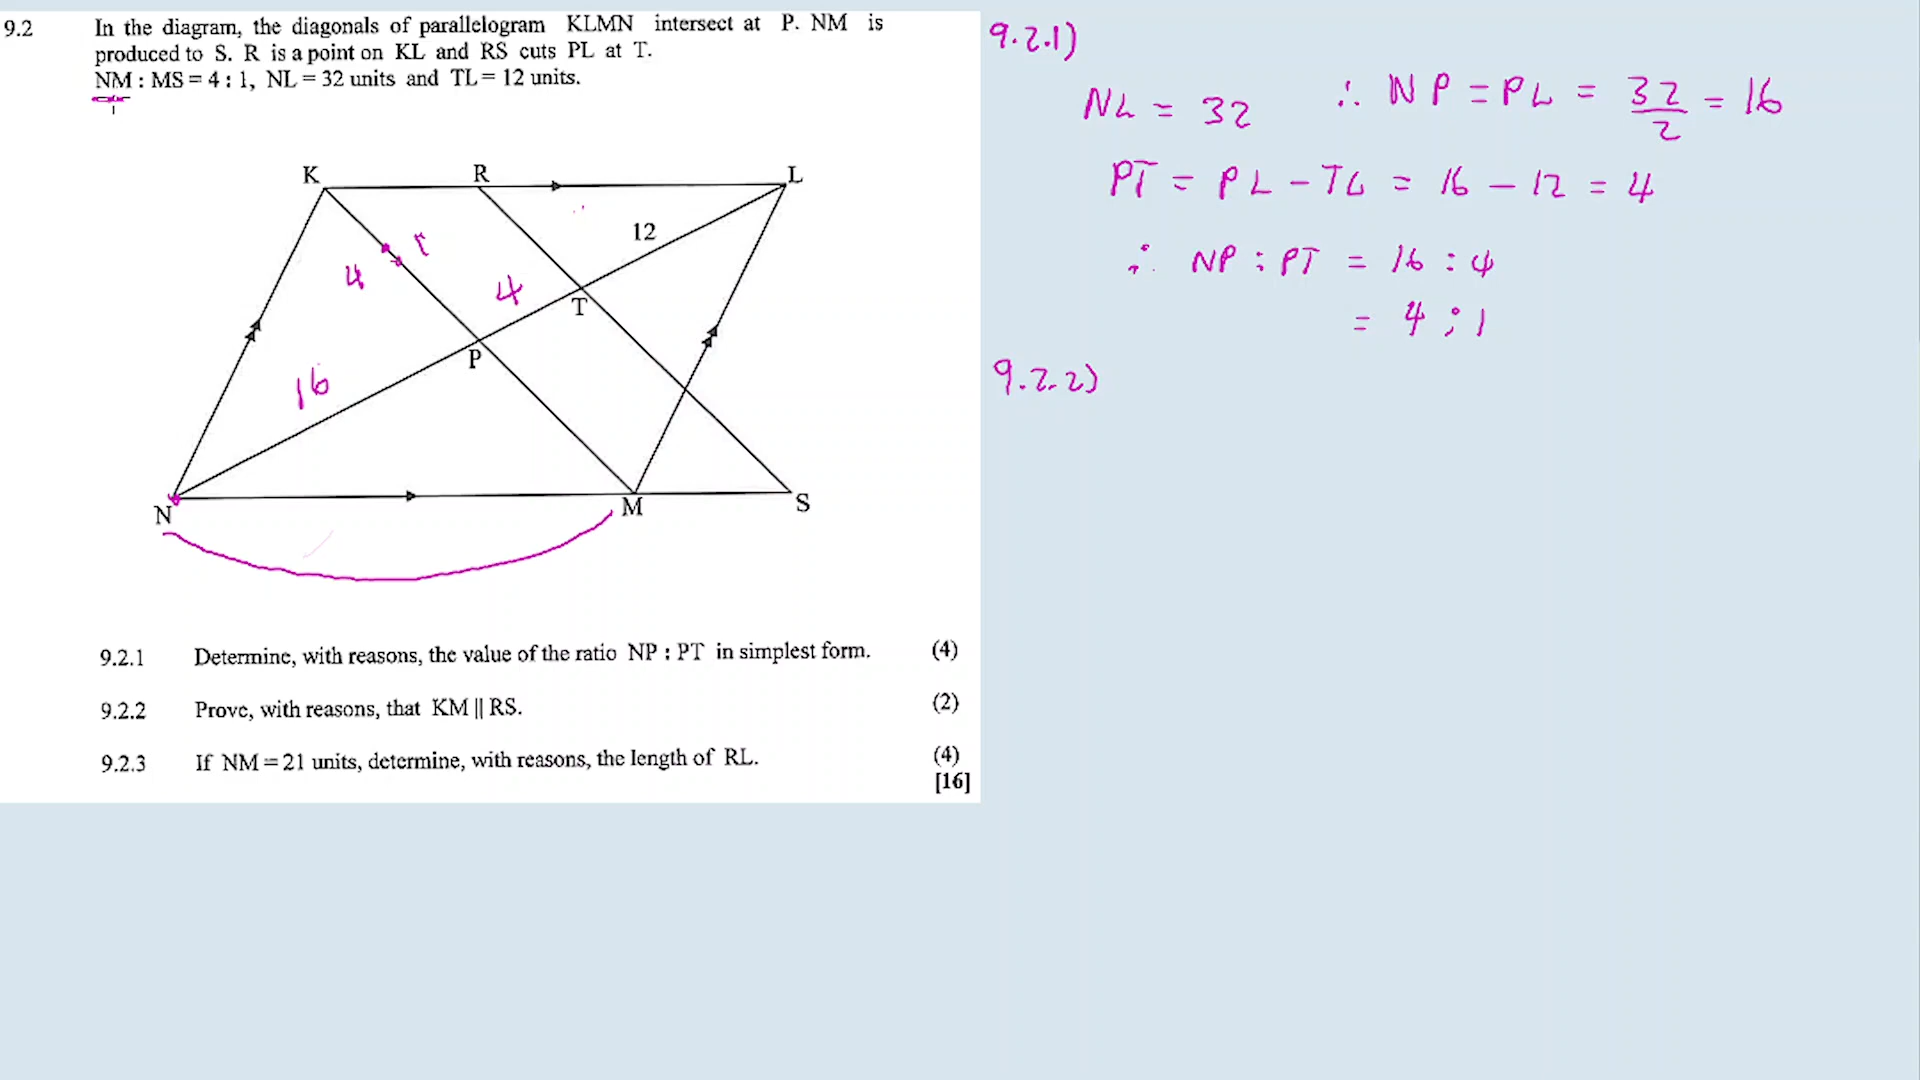 9.2 In the diagram, the diagonals of parallelogram KLMN intersect at P. NM is
produced to S. R is a point on KL and RS cuts PL at T.
NM : MS = 4 : 1, NL = 32 units and TL = 12 units.
K R L
12
4
4
T
P
16
N M S
9.2.1 Determine, with reasons, the value of the ratio NP : PT in simplest form. (4)
9.2.2 Prove, with reasons, that KM || RS. (2)
9.2.3 If NM = 21 units, determine, with reasons, the length of RL. (4)
[16]
9.2.1)
NL = 32 ∴ NP = PL = 32/2 = 16
PT = PL - TL = 16 - 12 = 4
∴ NP : PT = 16 : 4
= 4 : 1
9.2.2)